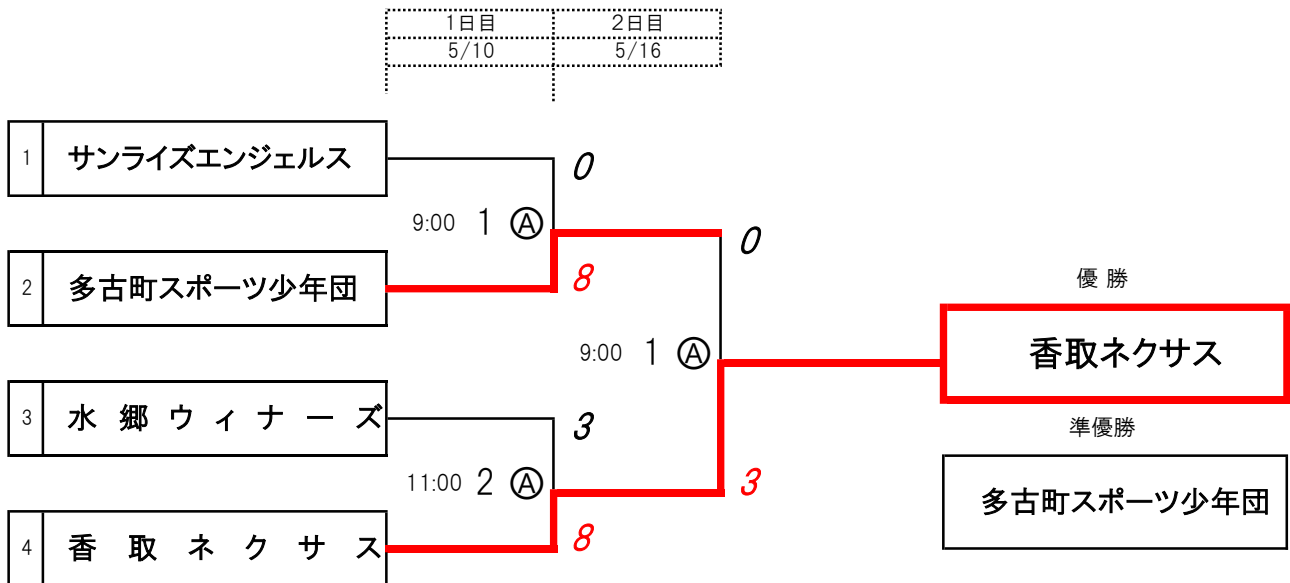 1日目 2日目
5/10 5/16
1 サンライズエンジェルス
0
9:00 1 Ⓐ
0
2 多古町スポーツ少年団
8
優 勝
香取ネクサス
9:00 1 Ⓐ
3 水郷ウィナーズ
3
準優勝
11:00 2 Ⓐ
3
多古町スポーツ少年団
4 香取ネクサス
8